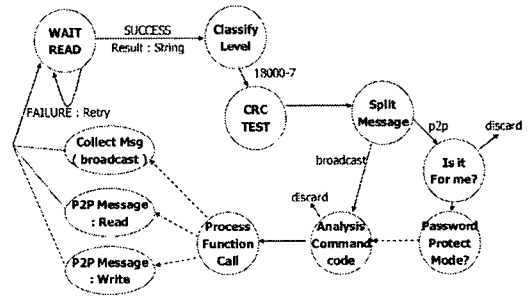 WAIT
READ
SUCCESS
Result : String
Classify
Level
18000-7
FAILURE : Retry
CRC
TEST
Split
Message
p2p
discard
Collect Msg
( broadcast )
broadcast
Is it
For me?
P2P Message
: Read
discard
Process
Function
Call
Analysis
Command
code
Password
Protect
Mode?
P2P Message
: Write